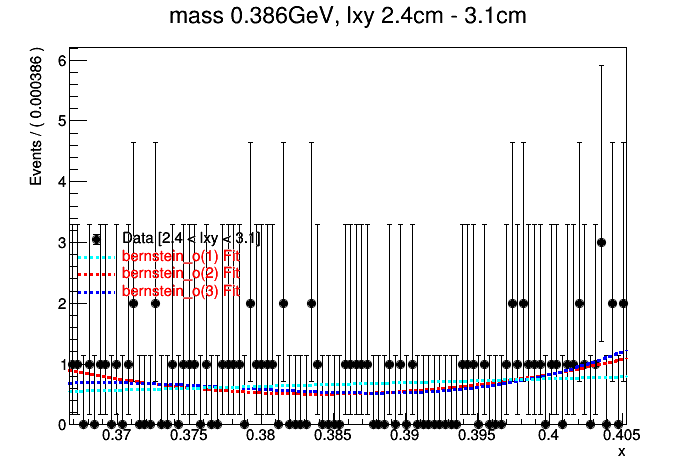 mass 0.386GeV, lxy 2.4cm - 3.1cm
Events / ( 0.000386 )
6
5
4
3
2
1
0
Data [2.4 < lxy < 3.1]
bernstein_o(1) Fit
bernstein_o(2) Fit
bernstein_o(3) Fit
0.37 0.375 0.38 0.385 0.39 0.395 0.4 0.405
x